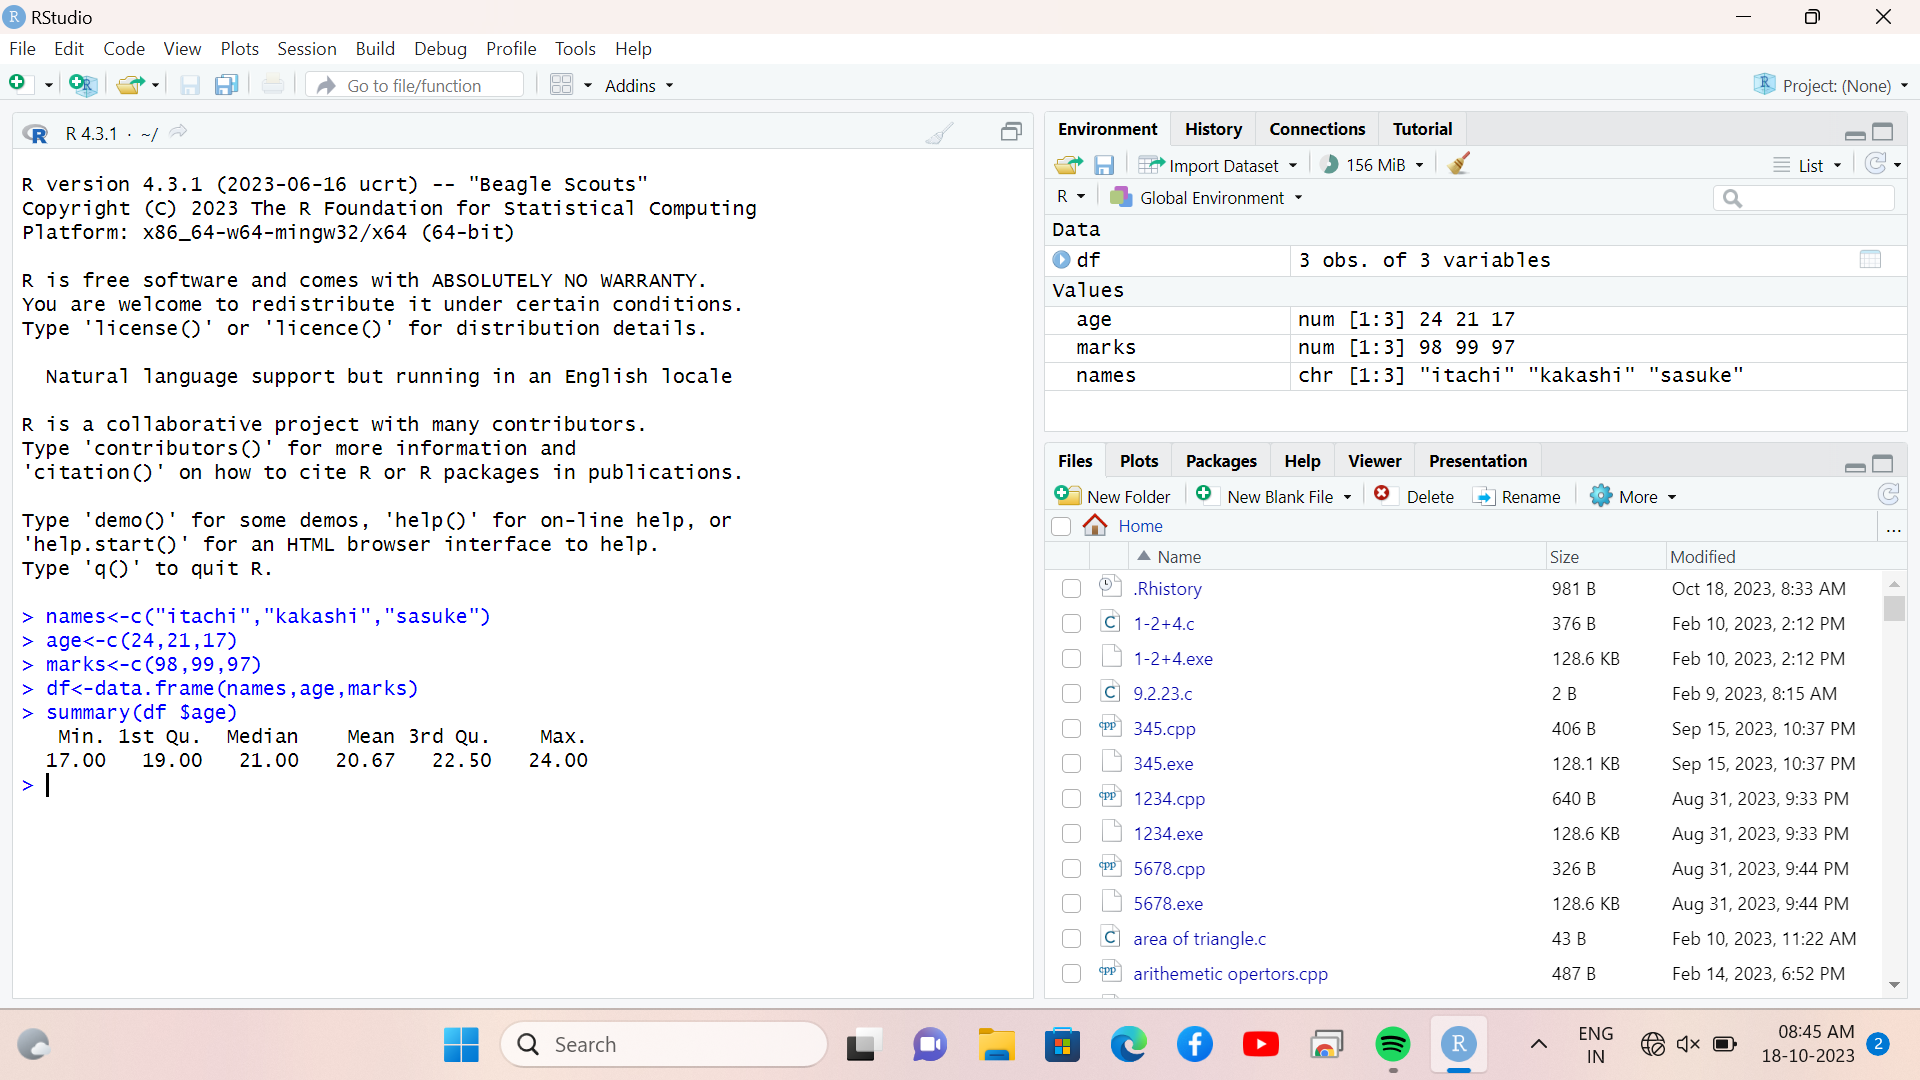 RStudio
File Edit Code View Plots Session Build Debug Profile Tools Help
Go to file/function Addins Project: (None)
R 4.3.1 · ~/
R version 4.3.1 (2023-06-16 ucrt) -- "Beagle Scouts"
Copyright (C) 2023 The R Foundation for Statistical Computing
Platform: x86_64-w64-mingw32/x64 (64-bit)
R is free software and comes with ABSOLUTELY NO WARRANTY.
You are welcome to redistribute it under certain conditions.
Type 'license()' or 'licence()' for distribution details.
Natural language support but running in an English locale
R is a collaborative project with many contributors.
Type 'contributors()' for more information and
'citation()' on how to cite R or R packages in publications.
Type 'demo()' for some demos, 'help()' for on-line help, or
'help.start()' for an HTML browser interface to help.
Type 'q()' to quit R.
> names<-c("itachi","kakashi","sasuke")
> age<-c(24,21,17)
> marks<-c(98,99,97)
> df<-data.frame(names,age,marks)
> summary(df $age)
Min. 1st Qu. Median Mean 3rd Qu. Max.
17.00 19.00 21.00 20.67 22.50 24.00
>
Environment History Connections Tutorial
Import Dataset 156 MiB List
R Global Environment
Data
df 3 obs. of 3 variables
Values
age num [1:3] 24 21 17
marks num [1:3] 98 99 97
names chr [1:3] "itachi" "kakashi" "sasuke"
Files Plots Packages Help Viewer Presentation
New Folder New Blank File Delete Rename More
Home ...
Name Size Modified
.Rhistory 981 B Oct 18, 2023, 8:33 AM
1-2+4.c 376 B Feb 10, 2023, 2:12 PM
1-2+4.exe 128.6 KB Feb 10, 2023, 2:12 PM
9.2.23.c 2 B Feb 9, 2023, 8:15 AM
345.cpp 406 B Sep 15, 2023, 10:37 PM
345.exe 128.1 KB Sep 15, 2023, 10:37 PM
1234.cpp 640 B Aug 31, 2023, 9:33 PM
1234.exe 128.6 KB Aug 31, 2023, 9:33 PM
5678.cpp 326 B Aug 31, 2023, 9:44 PM
5678.exe 128.6 KB Aug 31, 2023, 9:44 PM
area of triangle.c 43 B Feb 10, 2023, 11:22 AM
arithemetic opertors.cpp 487 B Feb 14, 2023, 6:52 PM
Search
ENG
IN
08:45 AM
18-10-2023
2